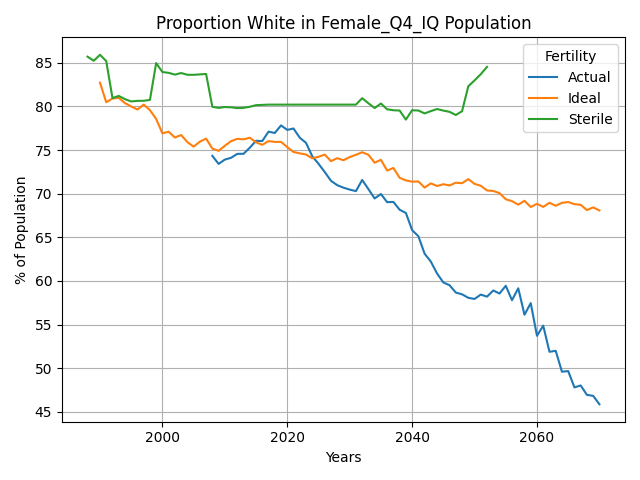 Proportion White in Female_Q4_IQ Population
Fertility
Actual
Ideal
Sterile
% of Population
85
80
75
70
65
60
55
50
45
2000
2020
2040
2060
Years